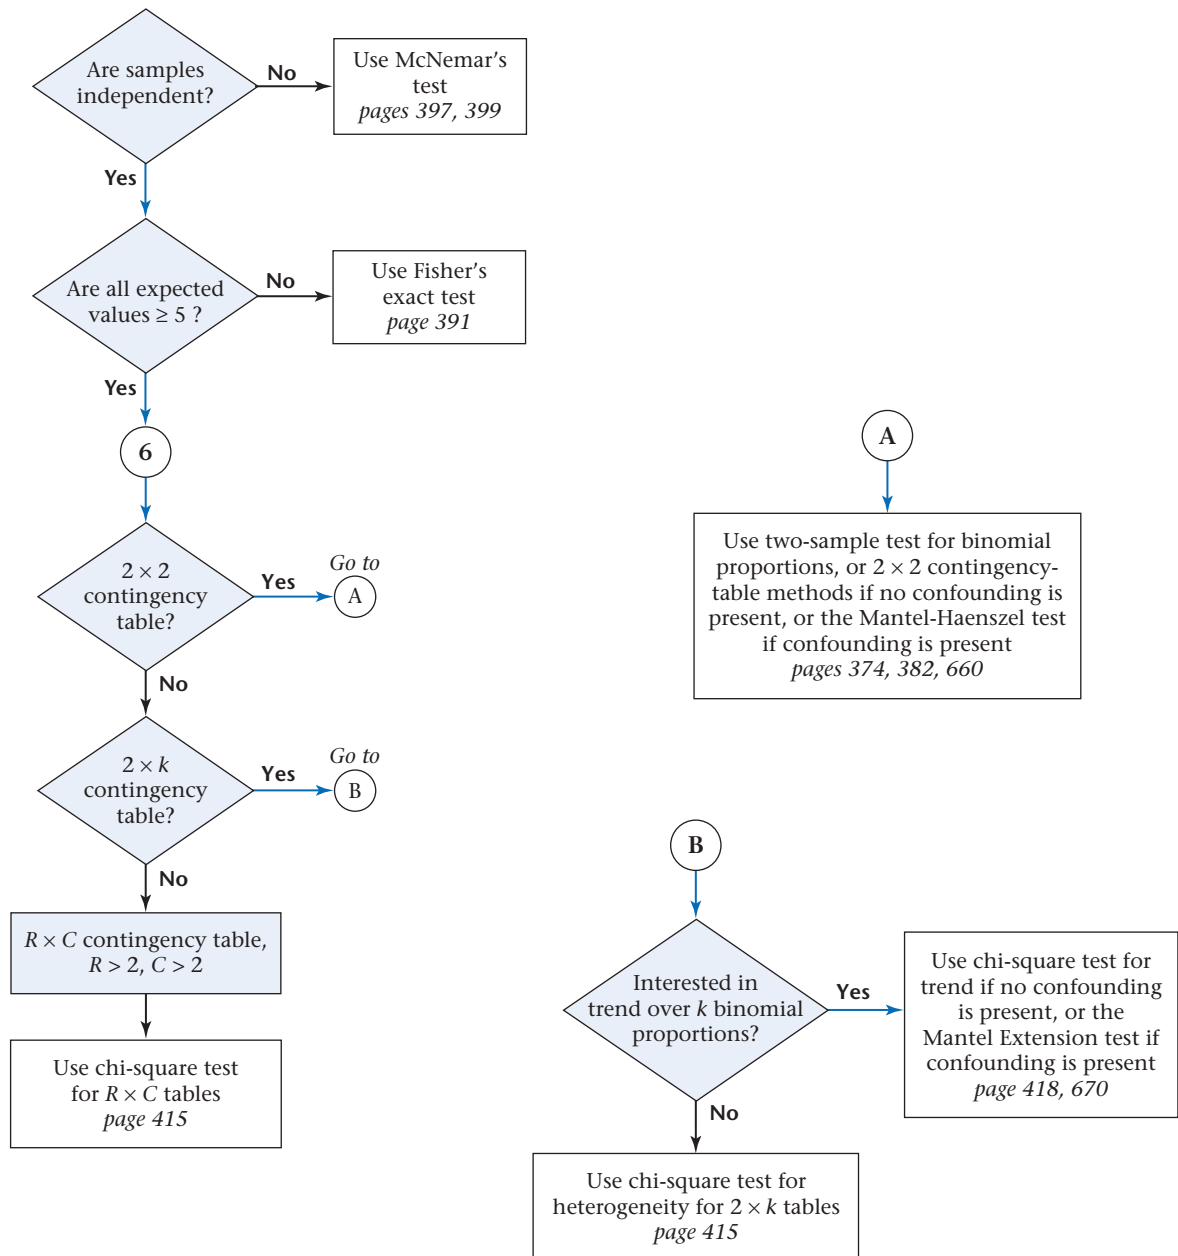 Are samples
independent?
No
Use McNemar's
test
pages 397, 399
Yes
Are all expected
values ≥ 5 ?
No
Use Fisher's
exact test
page 391
Yes
6
2 × 2
contingency
table?
Yes
Go to
A
No
2 × k
contingency
table?
Yes
Go to
B
No
R × C contingency table,
R > 2, C > 2
Use chi-square test
for R × C tables
page 415
A
Use two-sample test for binomial
proportions, or 2 × 2 contingency-
table methods if no confounding is
present, or the Mantel-Haenszel test
if confounding is present
pages 374, 382, 660
B
Interested in
trend over k binomial
proportions?
Yes
Use chi-square test for
trend if no confounding
is present, or the
Mantel Extension test if
confounding is present
page 418, 670
No
Use chi-square test for
heterogeneity for 2 × k tables
page 415